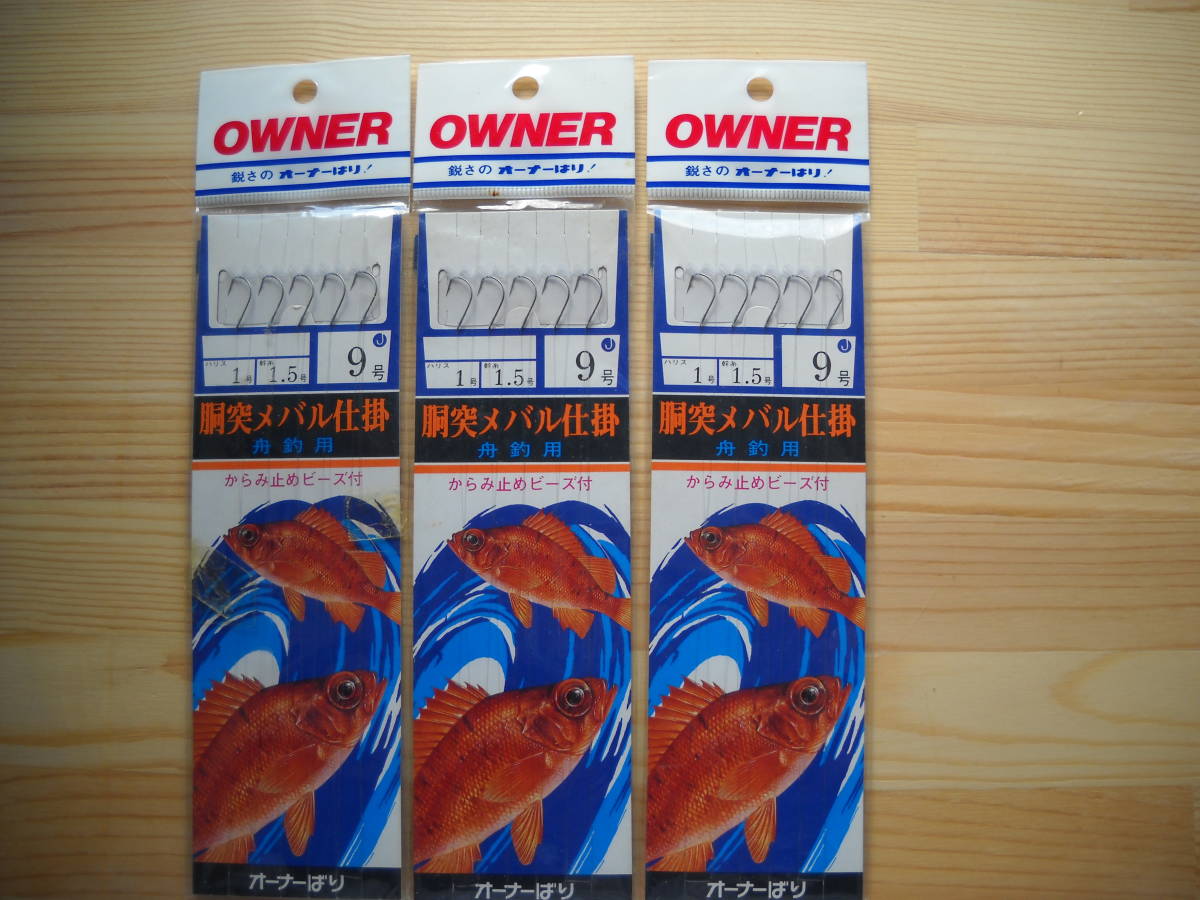 OWNER
鋭さの オーナーばり!
J
ハリス 1号 幹糸 1.5号 9号
胴突メバル仕掛
舟釣用
からみ止めビーズ付
オーナーばり
OWNER
鋭さの オーナーばり!
J
ハリス 1号 幹糸 1.5号 9号
胴突メバル仕掛
舟釣用
からみ止めビーズ付
オーナーばり
OWNER
鋭さの オーナーばり!
J
ハリス 1号 幹糸 1.5号 9号
胴突メバル仕掛
舟釣用
からみ止めビーズ付
オーナーばり